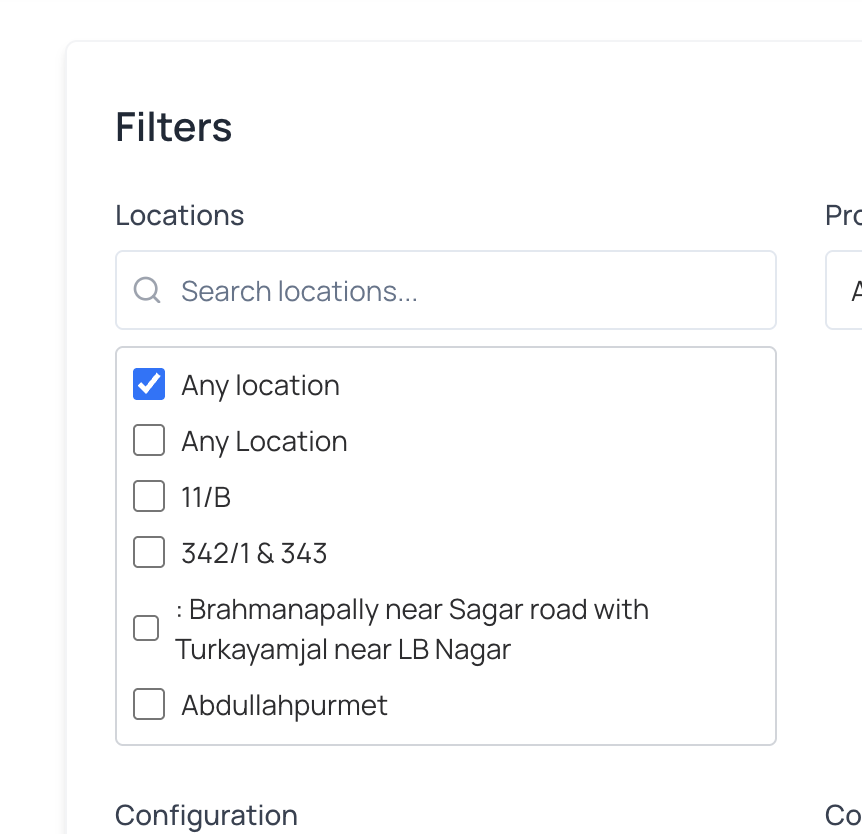 Filters
Locations
Pro
Search locations...
A
Any location
Any Location
11/B
342/1 & 343
: Brahmanapally near Sagar road with
Turkayamjal near LB Nagar
Abdullahpurmet
Configuration
Co